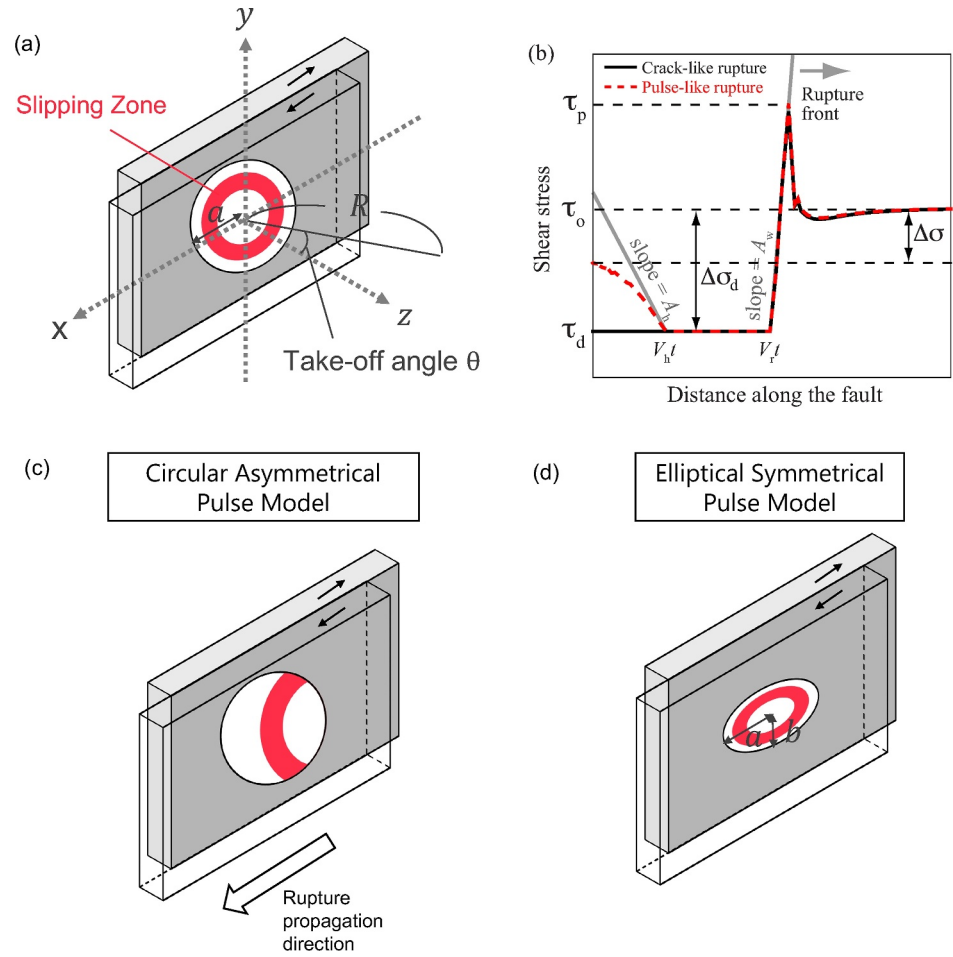 (a)
y
Slipping Zone
a
R
x
z
Take-off angle θ
(b)
Crack-like rupture
Pulse-like rupture
Rupture
front
τp
τo
τd
Shear stress
slope = Ah
slope = Aw
Δσd
Δσ
Vht
Vrt
Distance along the fault
(c)
Circular Asymmetrical
Pulse Model
Rupture
propagation
direction
(d)
Elliptical Symmetrical
Pulse Model
a
b